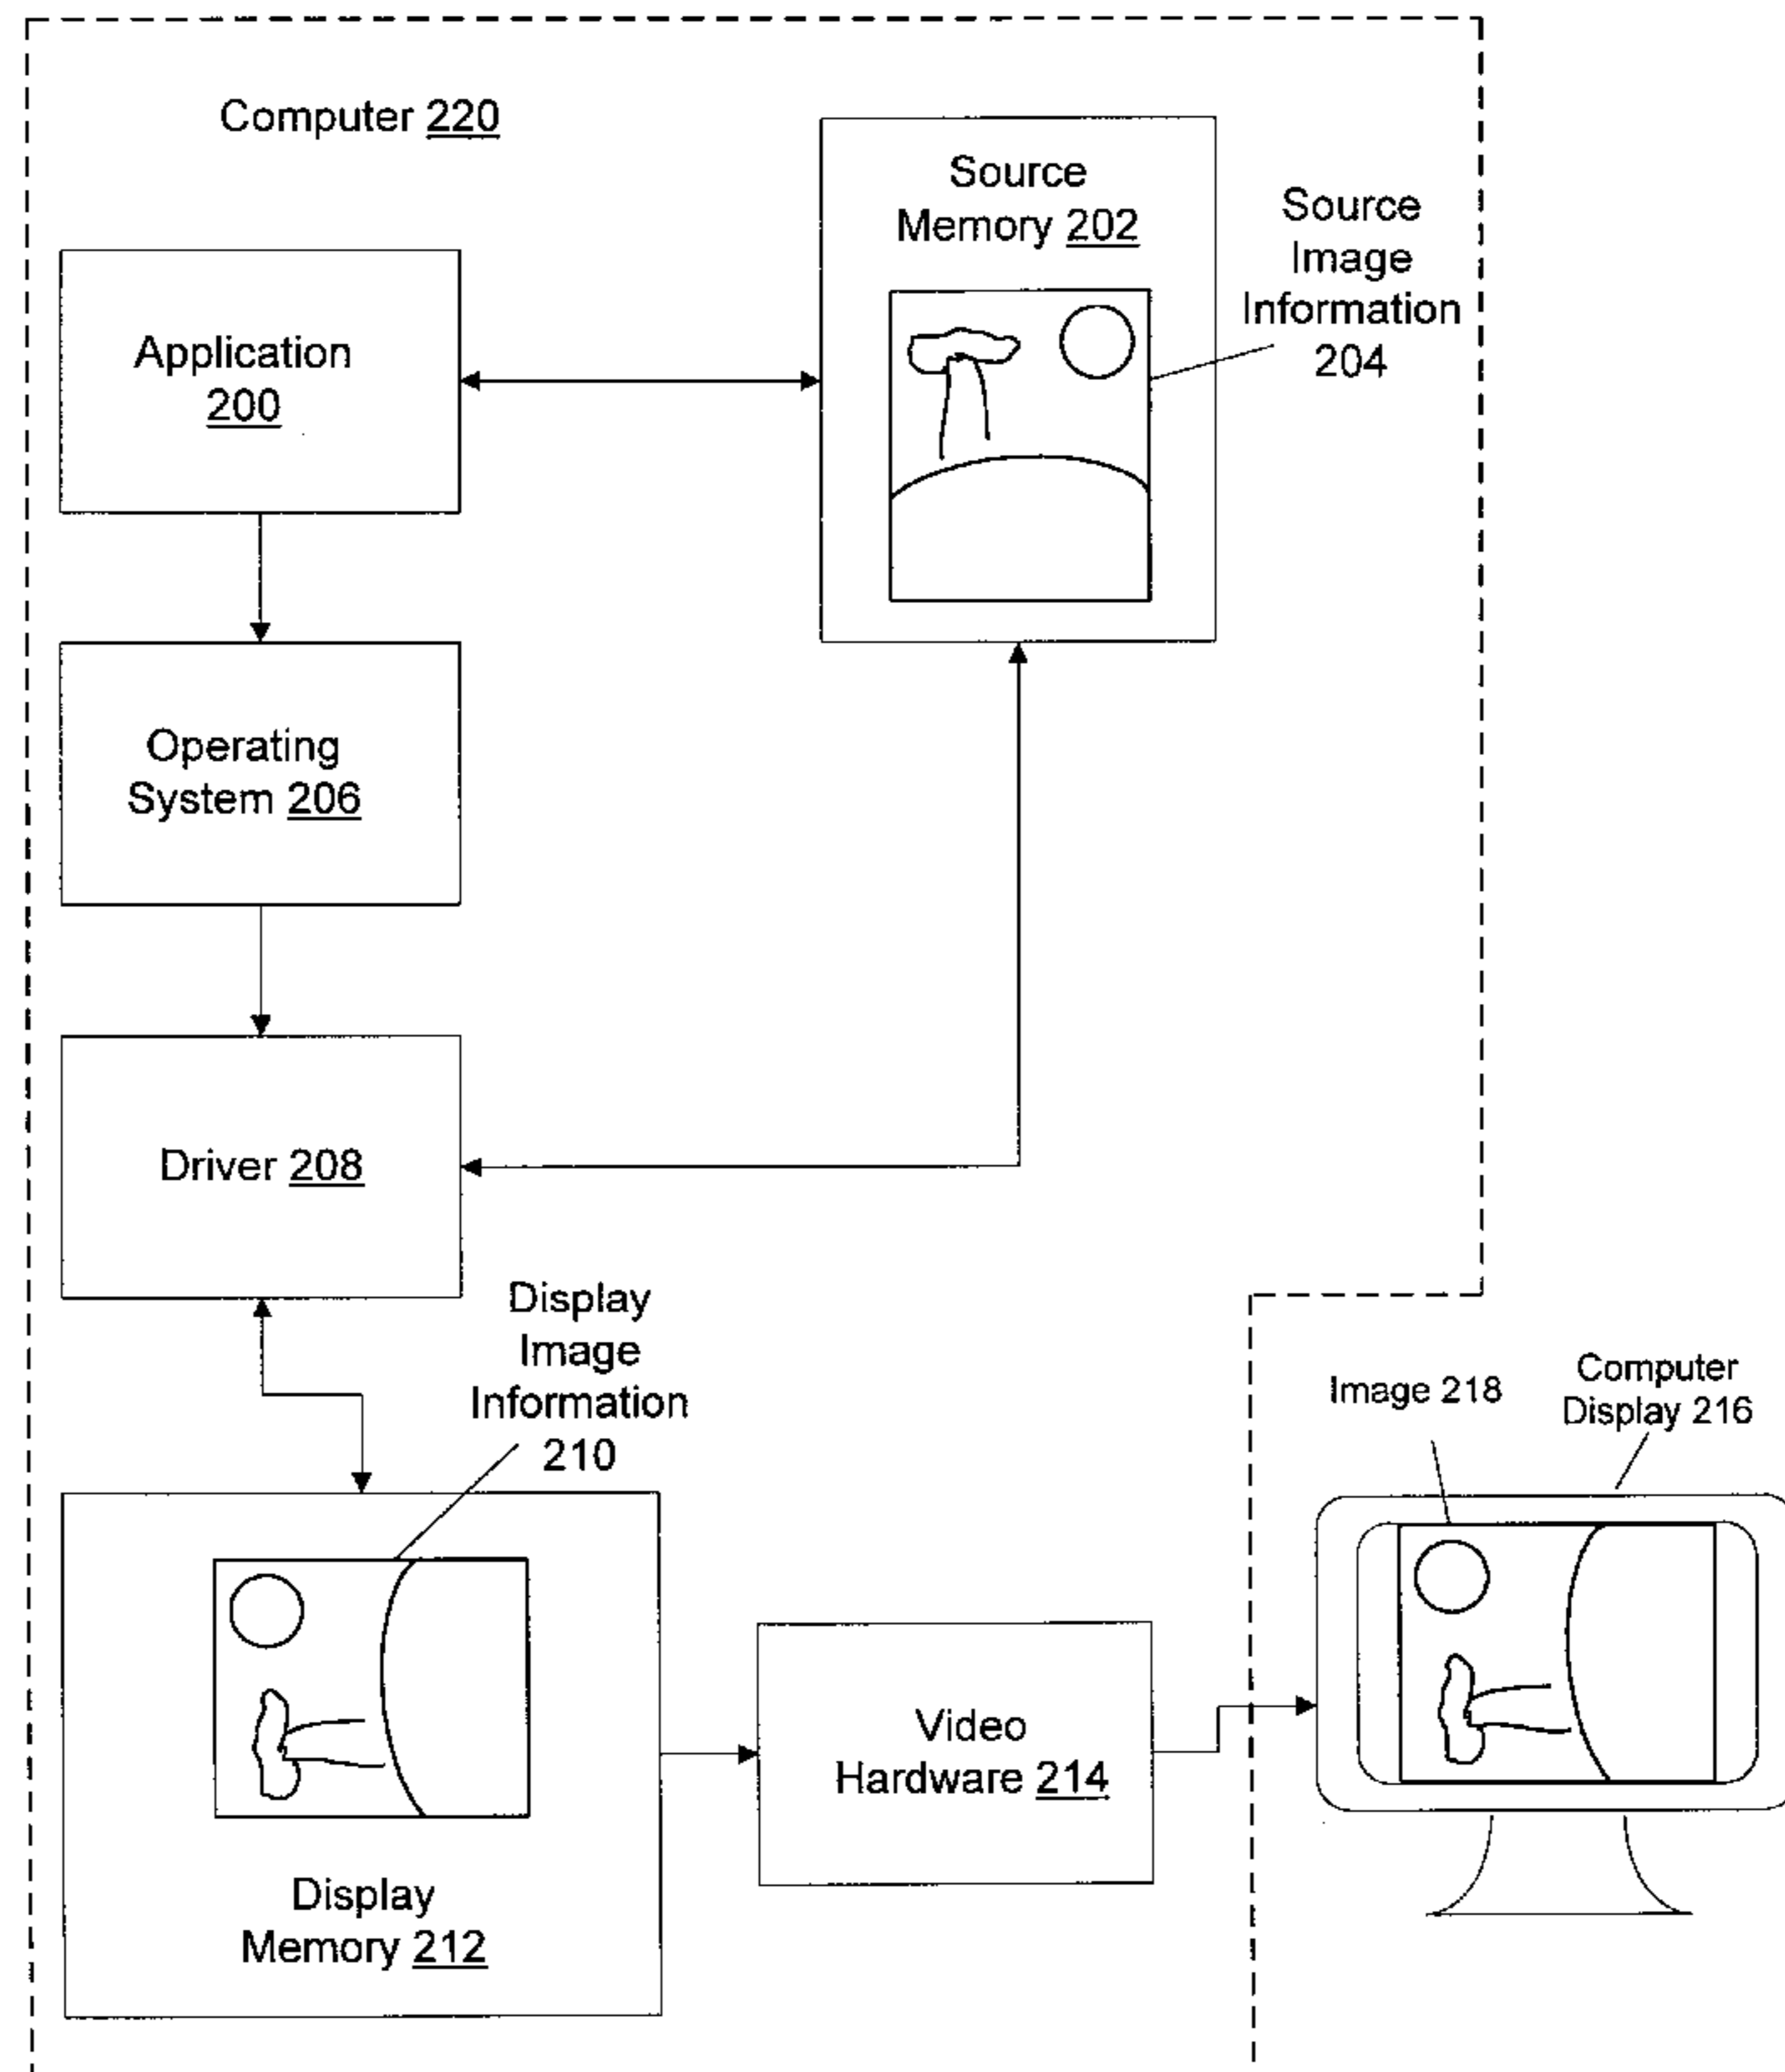 Computer 220
Source
Memory 202
Source
Image
Information
204
Application
200
Operating
System 206
Driver 208
Display
Image
Information
210
Image 218
Computer
Display 216
Video
Hardware 214
Display
Memory 212